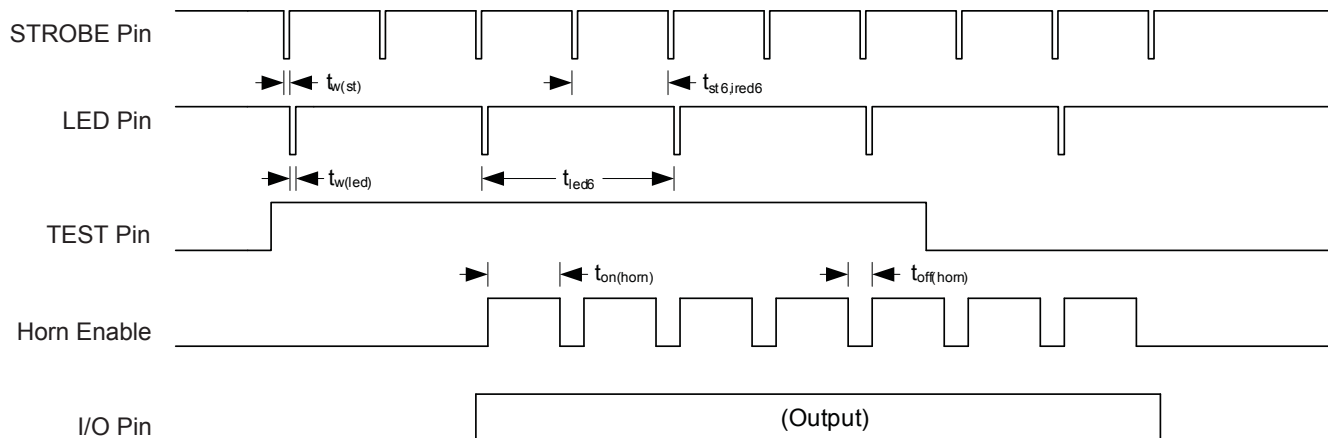 STROBE Pin
tw(st)
tst6,ired6
LED Pin
tw(led)
tled6
TEST Pin
ton(horn)
toff(horn)
Horn Enable
(Output)
I/O Pin